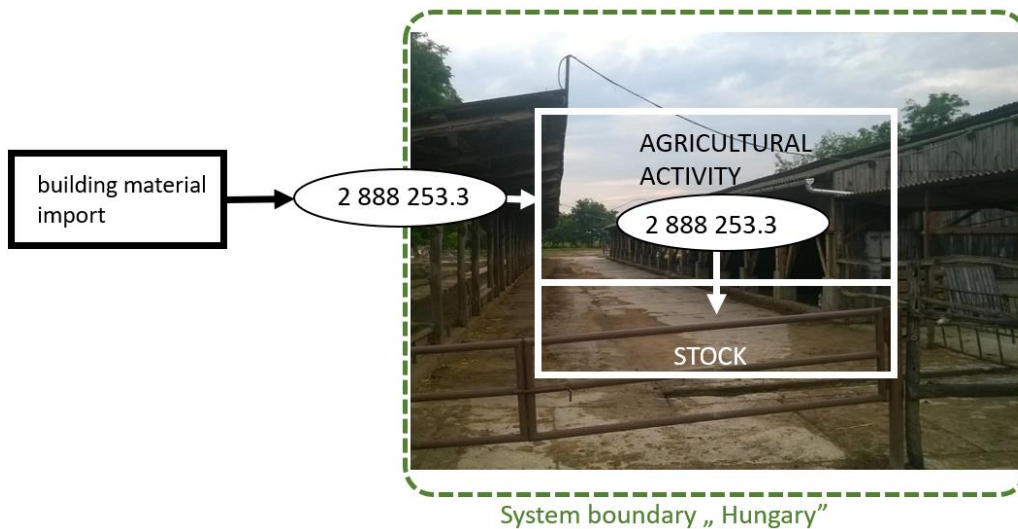 building material
import
2 888 253.3
AGRICULTURAL
ACTIVITY
2 888 253.3
STOCK
System boundary „ Hungary”